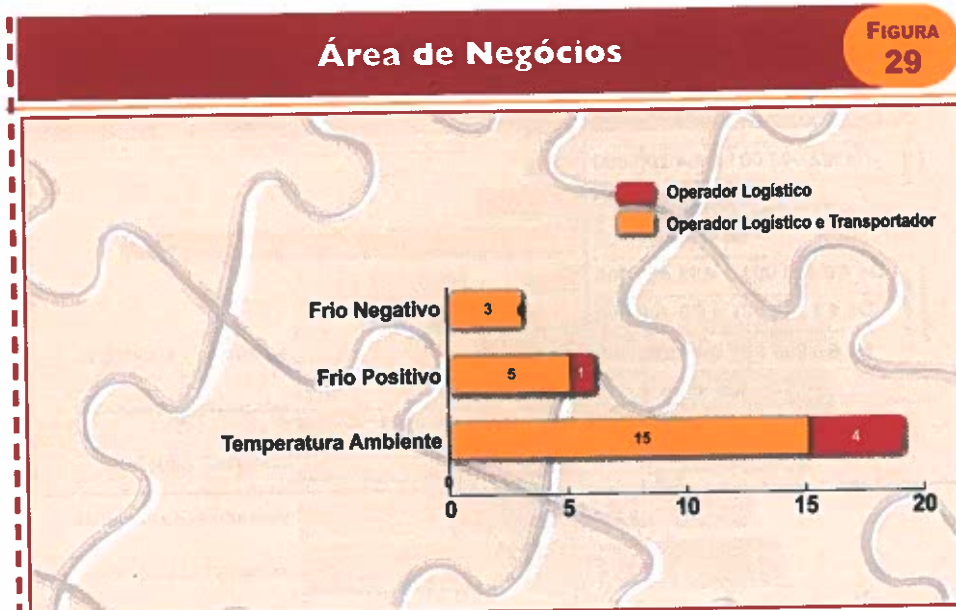 Área de Negócios
FIGURA
29
Operador Logístico
Operador Logístico e Transportador
Frio Negativo
3
Frio Positivo
5
1
Temperatura Ambiente
15
4
0
0
5
10
15
20